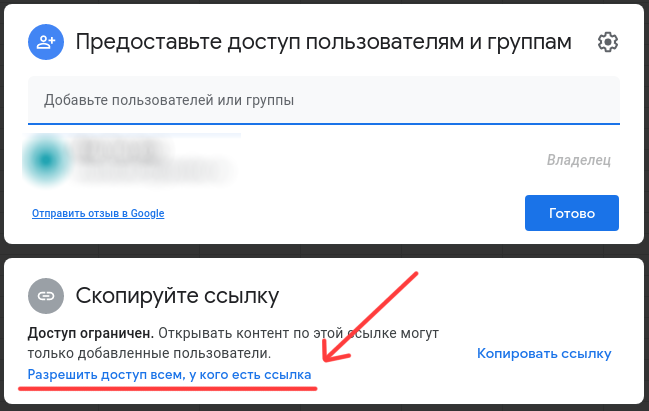 Предоставьте доступ пользователям и группам
Добавьте пользователей или группы
Владелец
Отправить отзыв в Google
Готово
Скопируйте ссылку
Доступ ограничен. Открывать контент по этой ссылке могут
только добавленные пользователи.
Копировать ссылку
Разрешить доступ всем, у кого есть ссылка